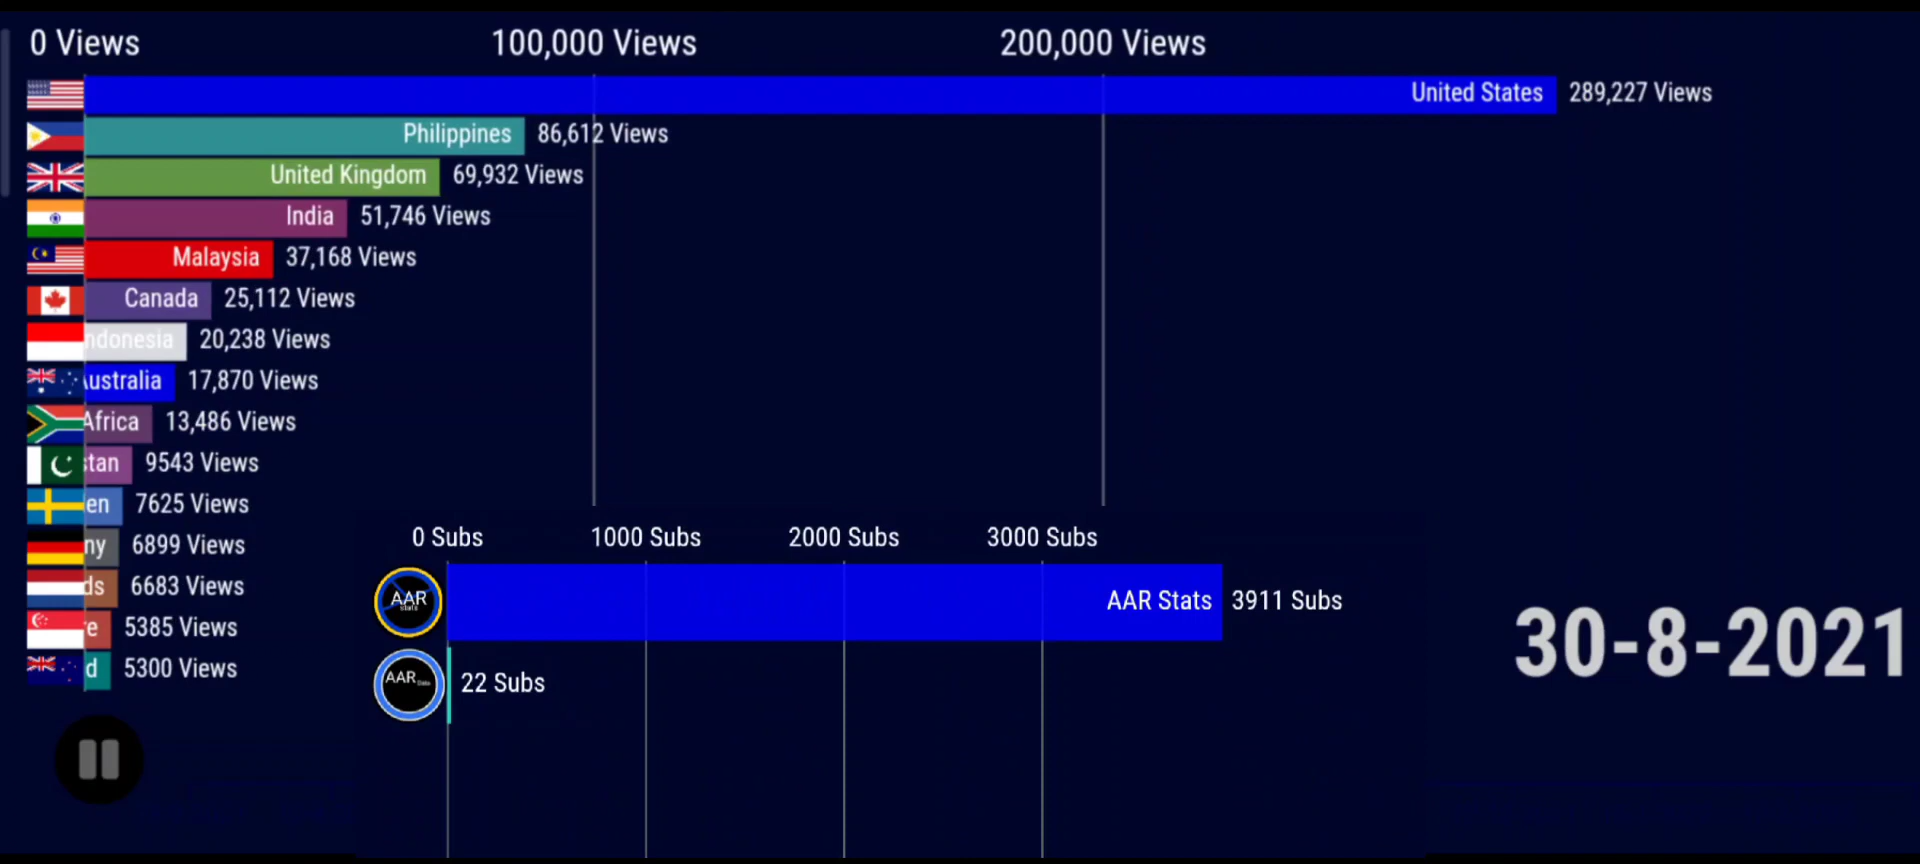 0 Views 100,000 Views 200,000 Views
United States 289,227 Views
Philippines 86,612 Views
United Kingdom 69,932 Views
India 51,746 Views
Malaysia 37,168 Views
Canada 25,112 Views
ndonesia 20,238 Views
ustralia 17,870 Views
Africa 13,486 Views
stan 9543 Views
en 7625 Views
ny 6899 Views
ds 6683 Views
re 5385 Views
d 5300 Views
0 Subs 1000 Subs 2000 Subs 3000 Subs
AAR
stats
AAR Stats 3911 Subs
AAR Data
22 Subs
30-8-2021